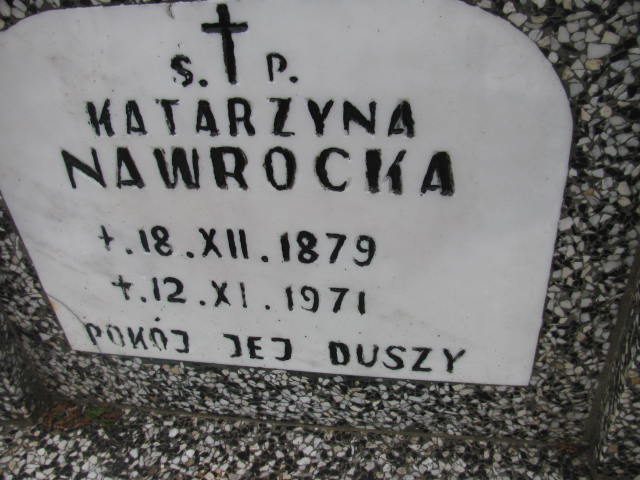 S. P.
KATARZYNA
NAWROCKA
+. 18. XII. 1879
+. 12. XI. 1971
POKÓJ JEJ DUSZY